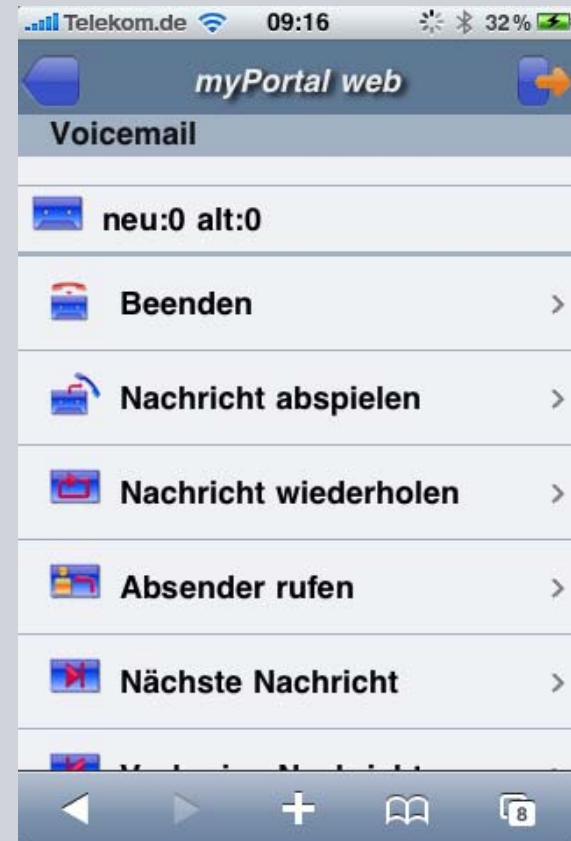 Telekom.de 09:16 32%
myPortal web
Voicemail
neu:0 alt:0
Beenden
Nachricht abspielen
Nachricht wiederholen
Absender rufen
Nächste Nachricht
8